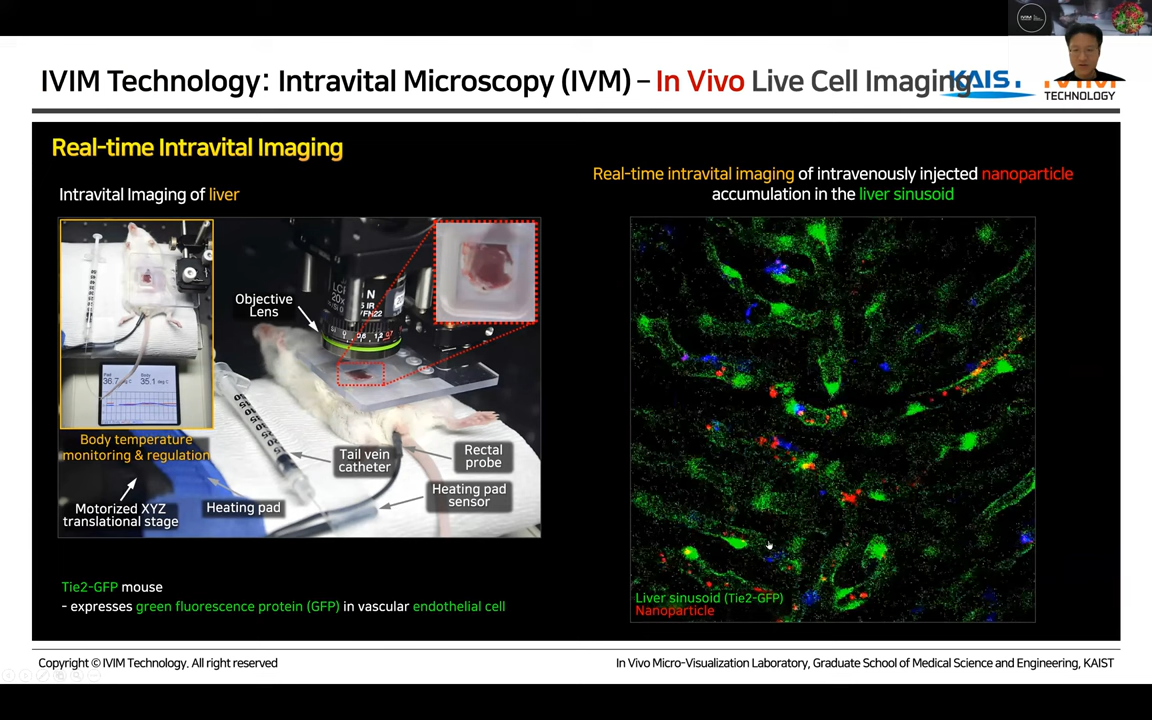 IVIM Technology: Intravital Microscopy (IVM) – In Vivo Live Cell Imaging
KAIST
TECHNOLOGY
Real-time Intravital Imaging
Intravital Imaging of liver
Real-time intravital imaging of intravenously injected nanoparticle
accumulation in the liver sinusoid
Objective
Lens
36.7
35.1
Body temperature
monitoring & regulation
Motorized XYZ
translational stage
Heating pad
Tail vein
catheter
Rectal
probe
Heating pad
sensor
Liver sinusoid (Tie2-GFP)
Nanoparticle
Tie2-GFP mouse
- expresses green fluorescence protein (GFP) in vascular endothelial cell
Copyright © IVIM Technology. All right reserved
In Vivo Micro-Visualization Laboratory, Graduate School of Medical Science and Engineering, KAIST